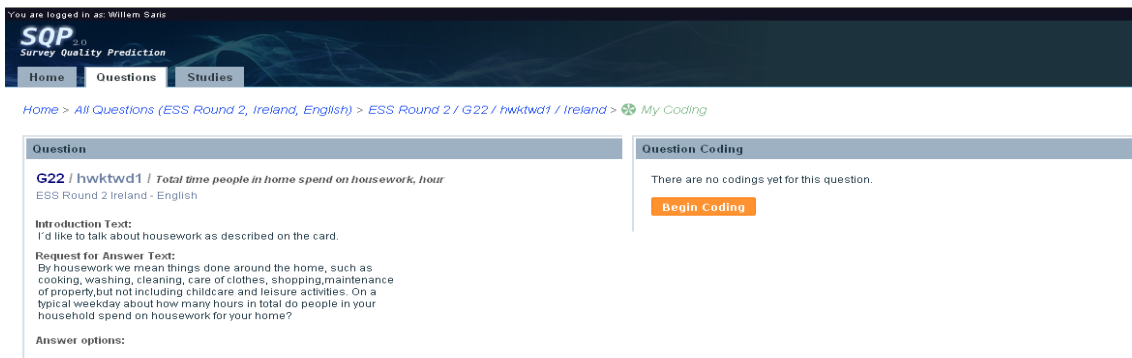 You are logged in as: Willem Saris
SQP 2.0
Survey Quality Prediction
Home Questions Studies
Home > All Questions (ESS Round 2, Ireland, English) > ESS Round 2 / G22 / hwktwd1 / Ireland > My Coding
Question
G22 / hwktwd1 / Total time people in home spend on housework, hour
ESS Round 2 Ireland - English
Introduction Text:
I´d like to talk about housework as described on the card.
Request for Answer Text:
By housework we mean things done around the home, such as
cooking, washing, cleaning, care of clothes, shopping,maintenance
of property,but not including childcare and leisure activities. On a
typical weekday about how many hours in total do people in your
household spend on housework for your home?
Answer options:
Question Coding
There are no codings yet for this question.
Begin Coding